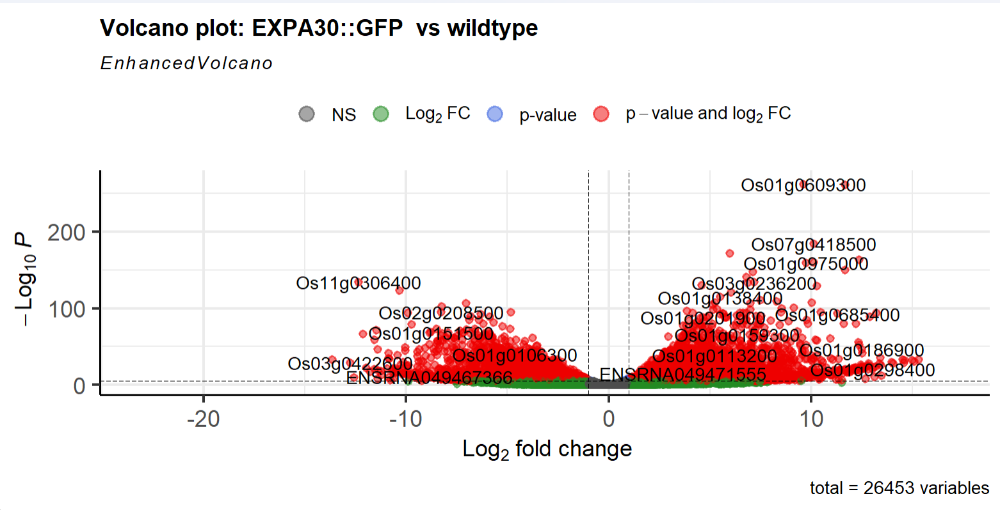 Volcano plot: EXPA30::GFP  vs wildtype
EnhancedVolcano
NS Log₂ FC p-value p − value and log₂ FC
Os01g0609300
Os07g0418500
Os01g0975000
Os11g0306400
Os03g0236200
Os01g0138400
Os02g0208500
Os01g0201900
Os01g0685400
Os01g0151500
Os01g0159300
Os01g0186900
Os01g0106300
Os01g0113200
Os03g0422600
Os01g0298400
ENSRNA049467366
ENSRNA049471555
−Log₁₀ P
200
100
0
-20 -10 0 10
Log₂ fold change
total = 26453 variables